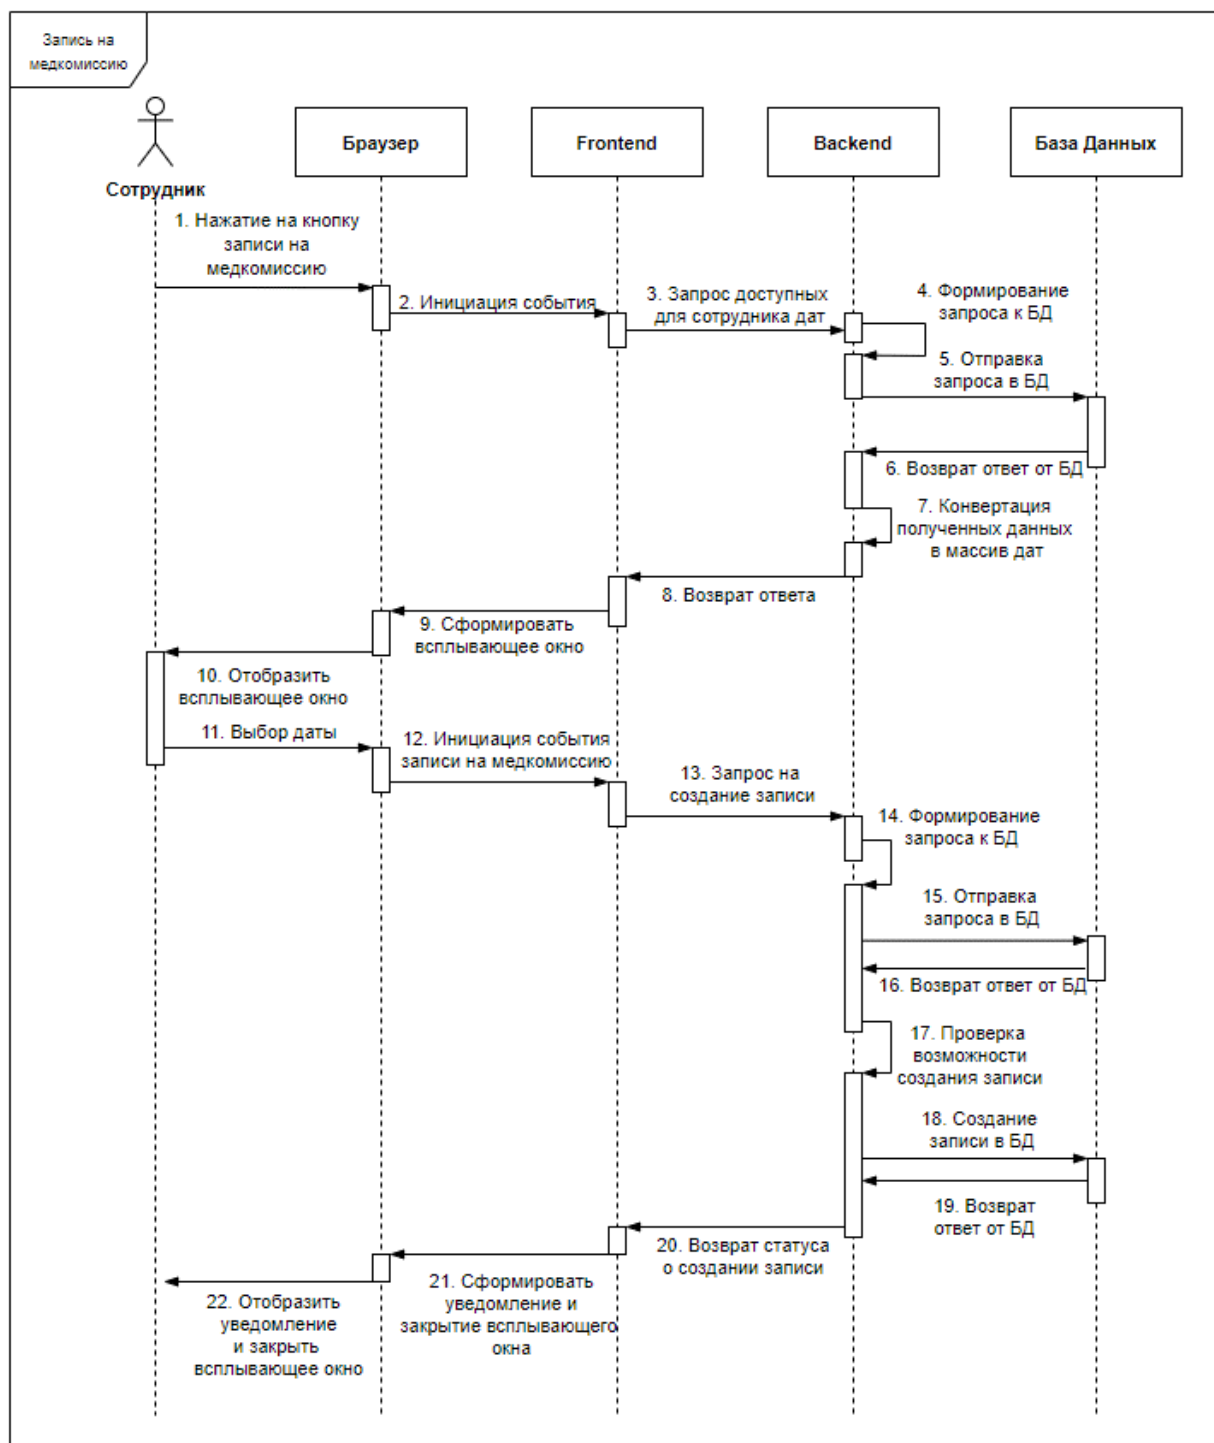 Запись на
медкомиссию
Сотрудник
Браузер
Frontend
Backend
База Данных
1. Нажатие на кнопку
записи на
медкомиссию
2. Инициация события
3. Запрос доступных
для сотрудника дат
4. Формирование
запроса к БД
5. Отправка
запроса в БД
6. Возврат ответ от БД
7. Конвертация
полученных данных
в массив дат
8. Возврат ответа
9. Сформировать
всплывающее окно
10. Отобразить
всплывающее окно
11. Выбор даты
12. Инициация события
записи на медкомиссию
13. Запрос на
создание записи
14. Формирование
запроса к БД
15. Отправка
запроса в БД
16. Возврат ответ от БД
17. Проверка
возможности
создания записи
18. Создание
записи в БД
19. Возврат
ответ от БД
20. Возврат статуса
о создании записи
21. Сформировать
уведомление и
закрытие всплывающего
окна
22. Отобразить
уведомление
и закрыть
всплывающее окно